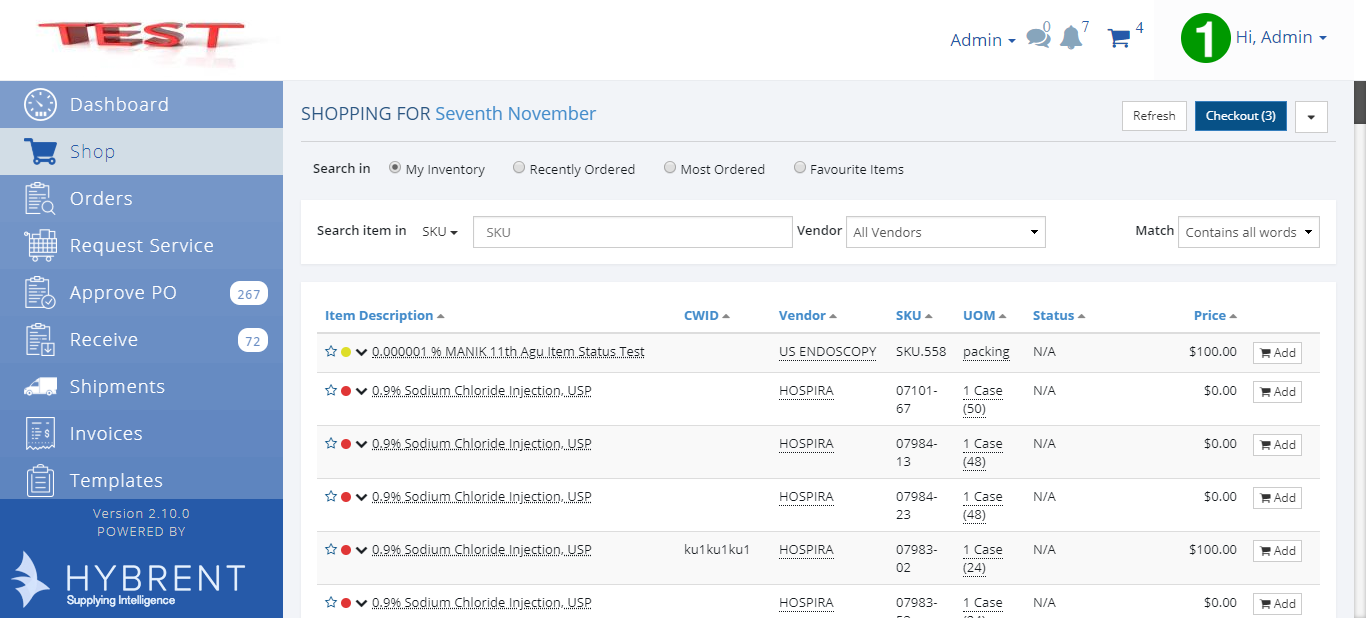 TEST
Admin 0 7 4 1 Hi, Admin
Dashboard
Shop
Orders
Request Service
Approve PO 267
Receive 72
Shipments
Invoices
Templates
Version 2.10.0
POWERED BY
HYBRENT
Supplying Intelligence
SHOPPING FOR Seventh November Refresh Checkout (3)
Search in My Inventory Recently Ordered Most Ordered Favourite Items
Search item in SKU SKU Vendor All Vendors Match Contains all words
Item Description CWID Vendor SKU UOM Status Price
0.000001 % MANIK 11th Agu Item Status Test US ENDOSCOPY SKU.558 packing N/A $100.00 Add
0.9% Sodium Chloride Injection, USP HOSPIRA 07101- 1 Case N/A $0.00 Add
67 (50)
0.9% Sodium Chloride Injection, USP HOSPIRA 07984- 1 Case N/A $0.00 Add
13 (48)
0.9% Sodium Chloride Injection, USP HOSPIRA 07984- 1 Case N/A $0.00 Add
23 (48)
0.9% Sodium Chloride Injection, USP ku1ku1ku1 HOSPIRA 07983- 1 Case N/A $100.00 Add
02 (24)
0.9% Sodium Chloride Injection, USP HOSPIRA 07983- 1 Case N/A $0.00 Add